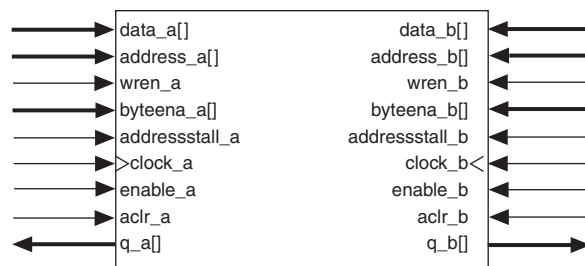 data_a[] data_b[]
address_a[] address_b[]
wren_a wren_b
byteena_a[] byteena_b[]
addressstall_a addressstall_b
clock_a clock_b
enable_a enable_b
aclr_a aclr_b
q_a[] q_b[]